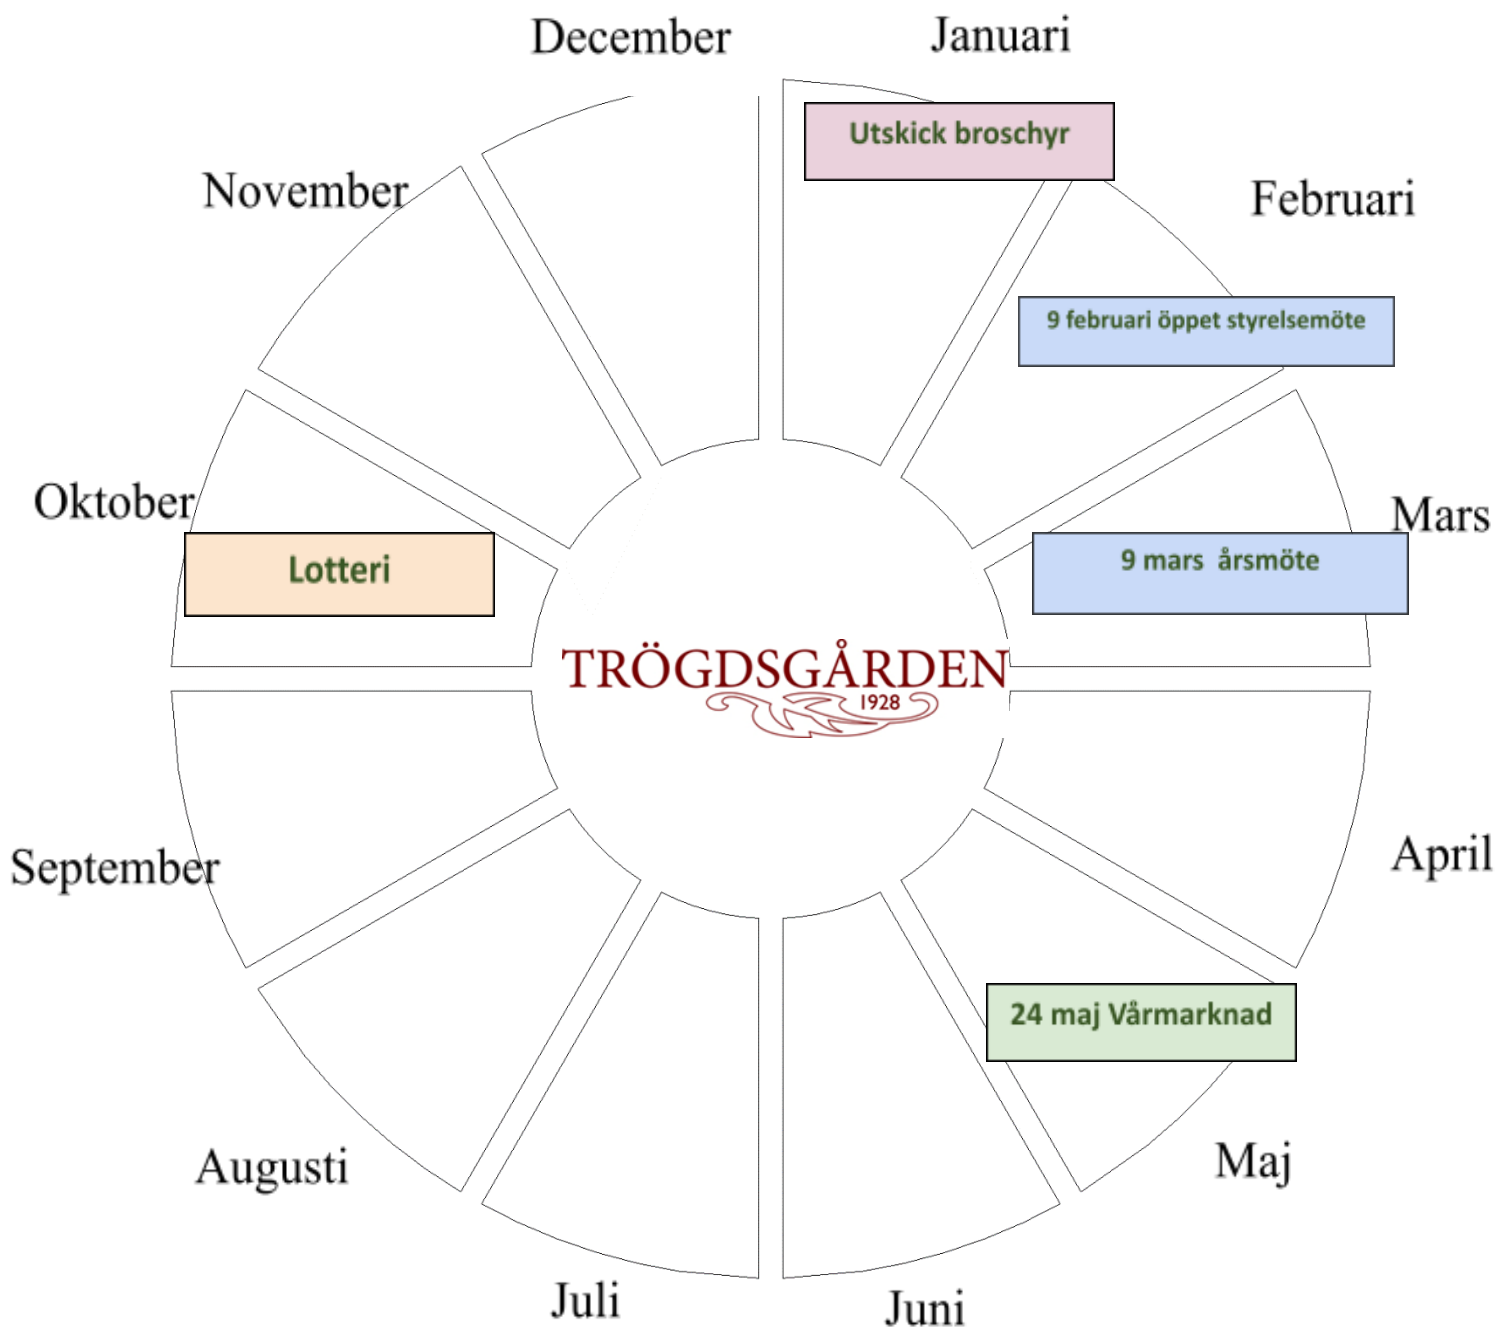 December
Januari
Utskick broschyr
November
Februari
9 februari öppet styrelsemöte
Oktober
Mars
Lotteri
9 mars årsmöte
TRÖGDSGÅRDEN
1928
September
April
24 maj Vårmarknad
Augusti
Maj
Juli
Juni